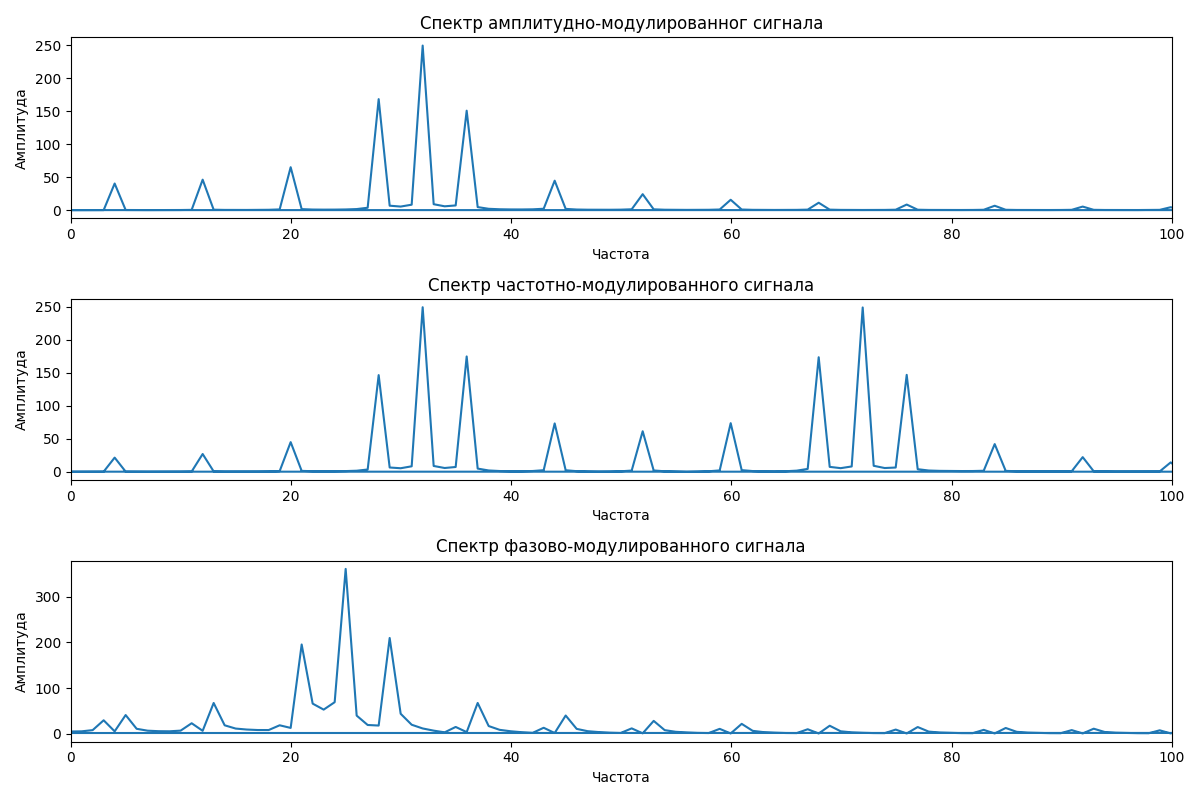 Спектр амплитудно-модулированног сигнала
Амплитуда
250
200
150
100
50
0
0 20 40 60 80 100
Частота
Спектр частотно-модулированного сигнала
Амплитуда
250
200
150
100
50
0
0 20 40 60 80 100
Частота
Спектр фазово-модулированного сигнала
Амплитуда
300
200
100
0
0 20 40 60 80 100
Частота